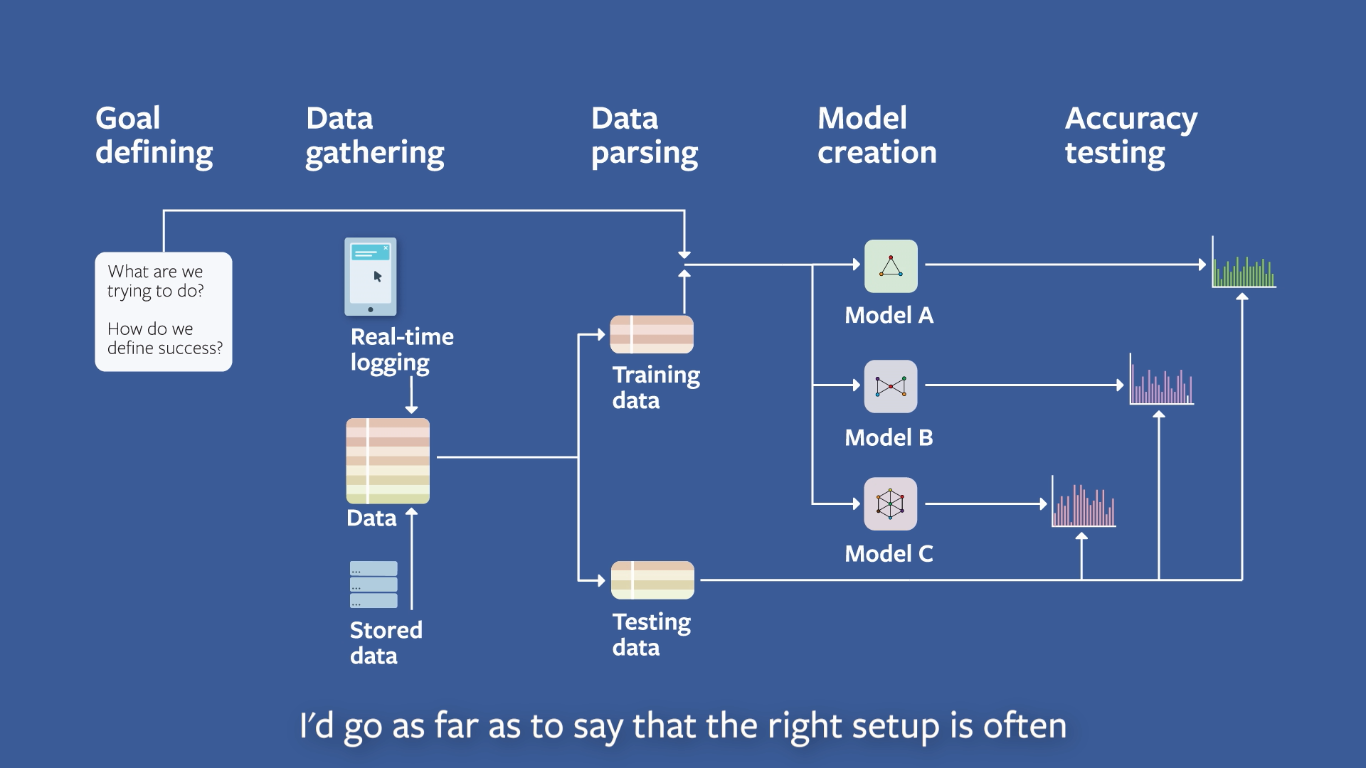 Goal
defining
Data
gathering
Data
parsing
Model
creation
Accuracy
testing
What are we
trying to do?
How do we
define success?
Real-time
logging
Data
Stored
data
Training
data
Testing
data
Model A
Model B
Model C
I'd go as far as to say that the right setup is often